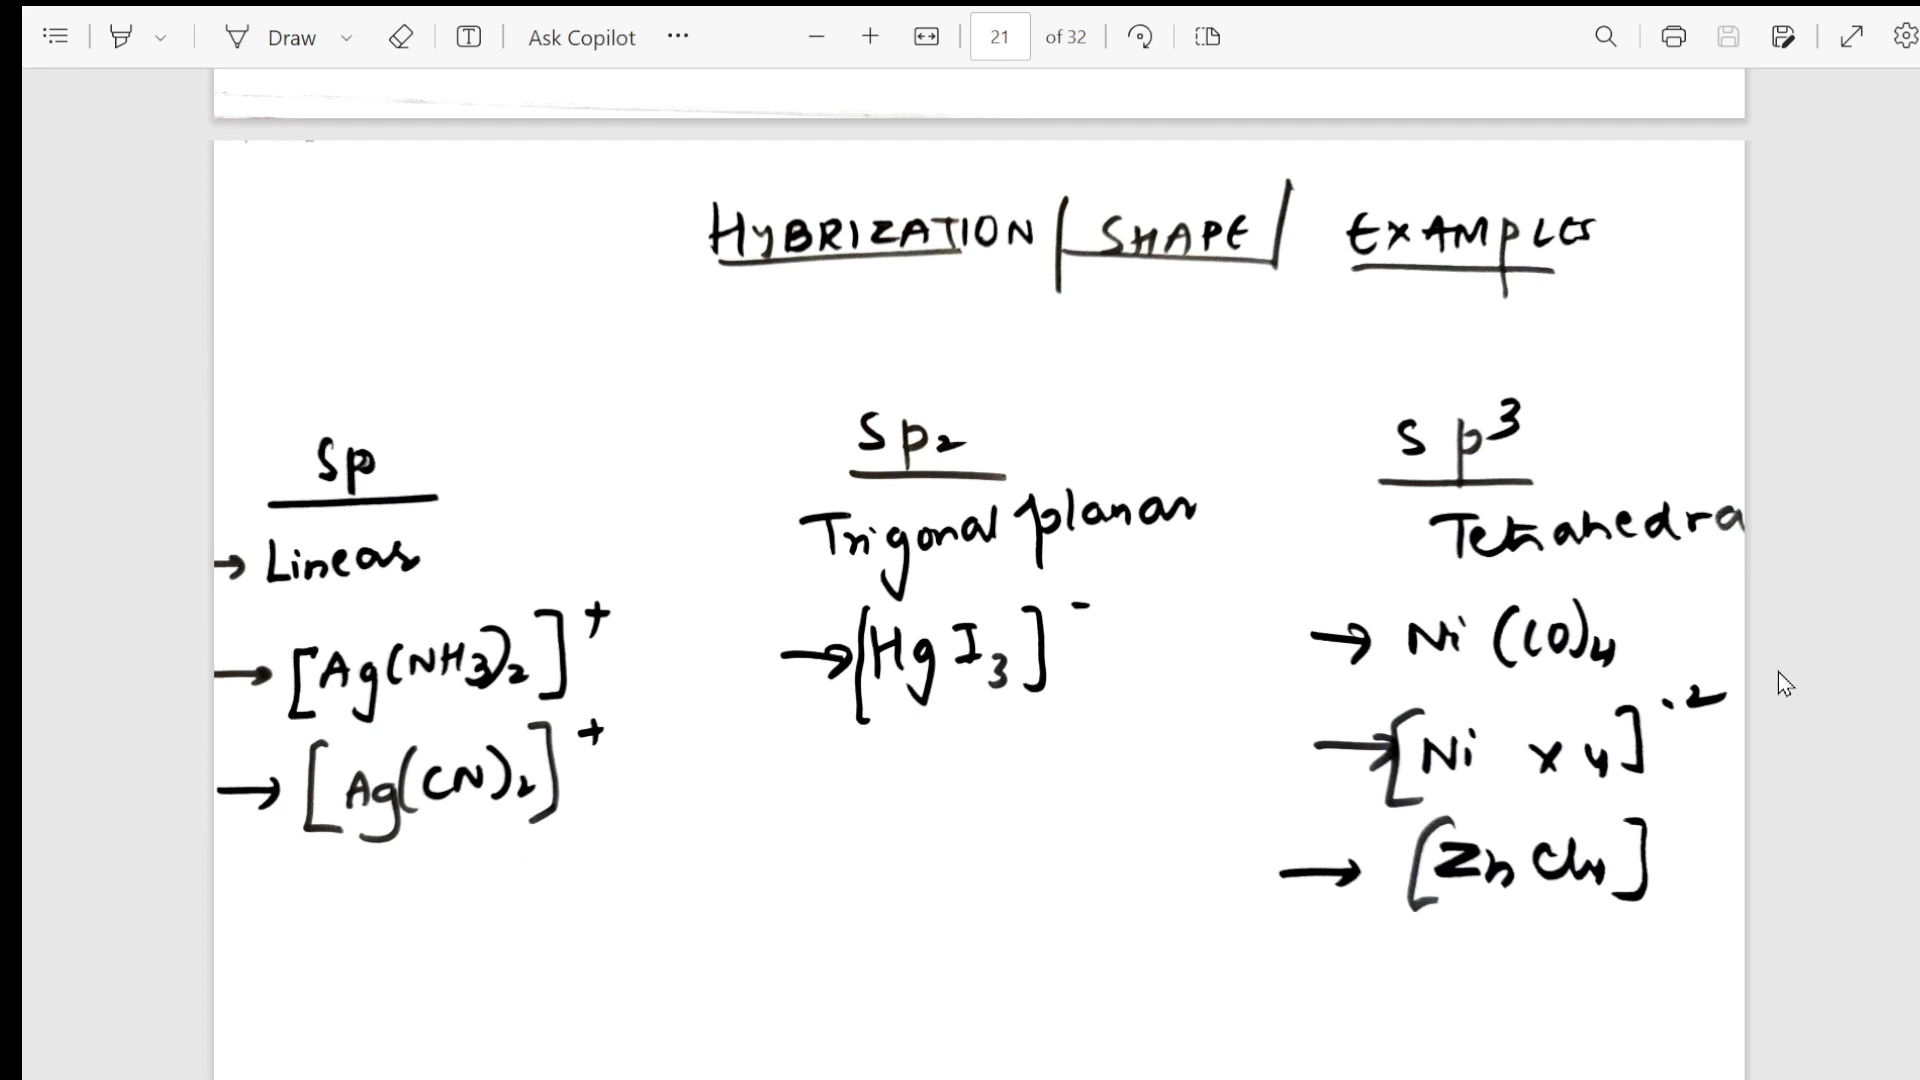 Draw Ask Copilot ... 21 of 32
HYBRIZATION / SHAPE / EXAMPLES
Sp
→ Linear
→ [Ag(NH3)2]+
→ [Ag(CN)2]+
Sp2
Trigonal planar
→ [HgI3]-
Sp3
Tetrahedra
→ Ni(CO)4
→ [Ni x4]-2
→ [ZnCl4]